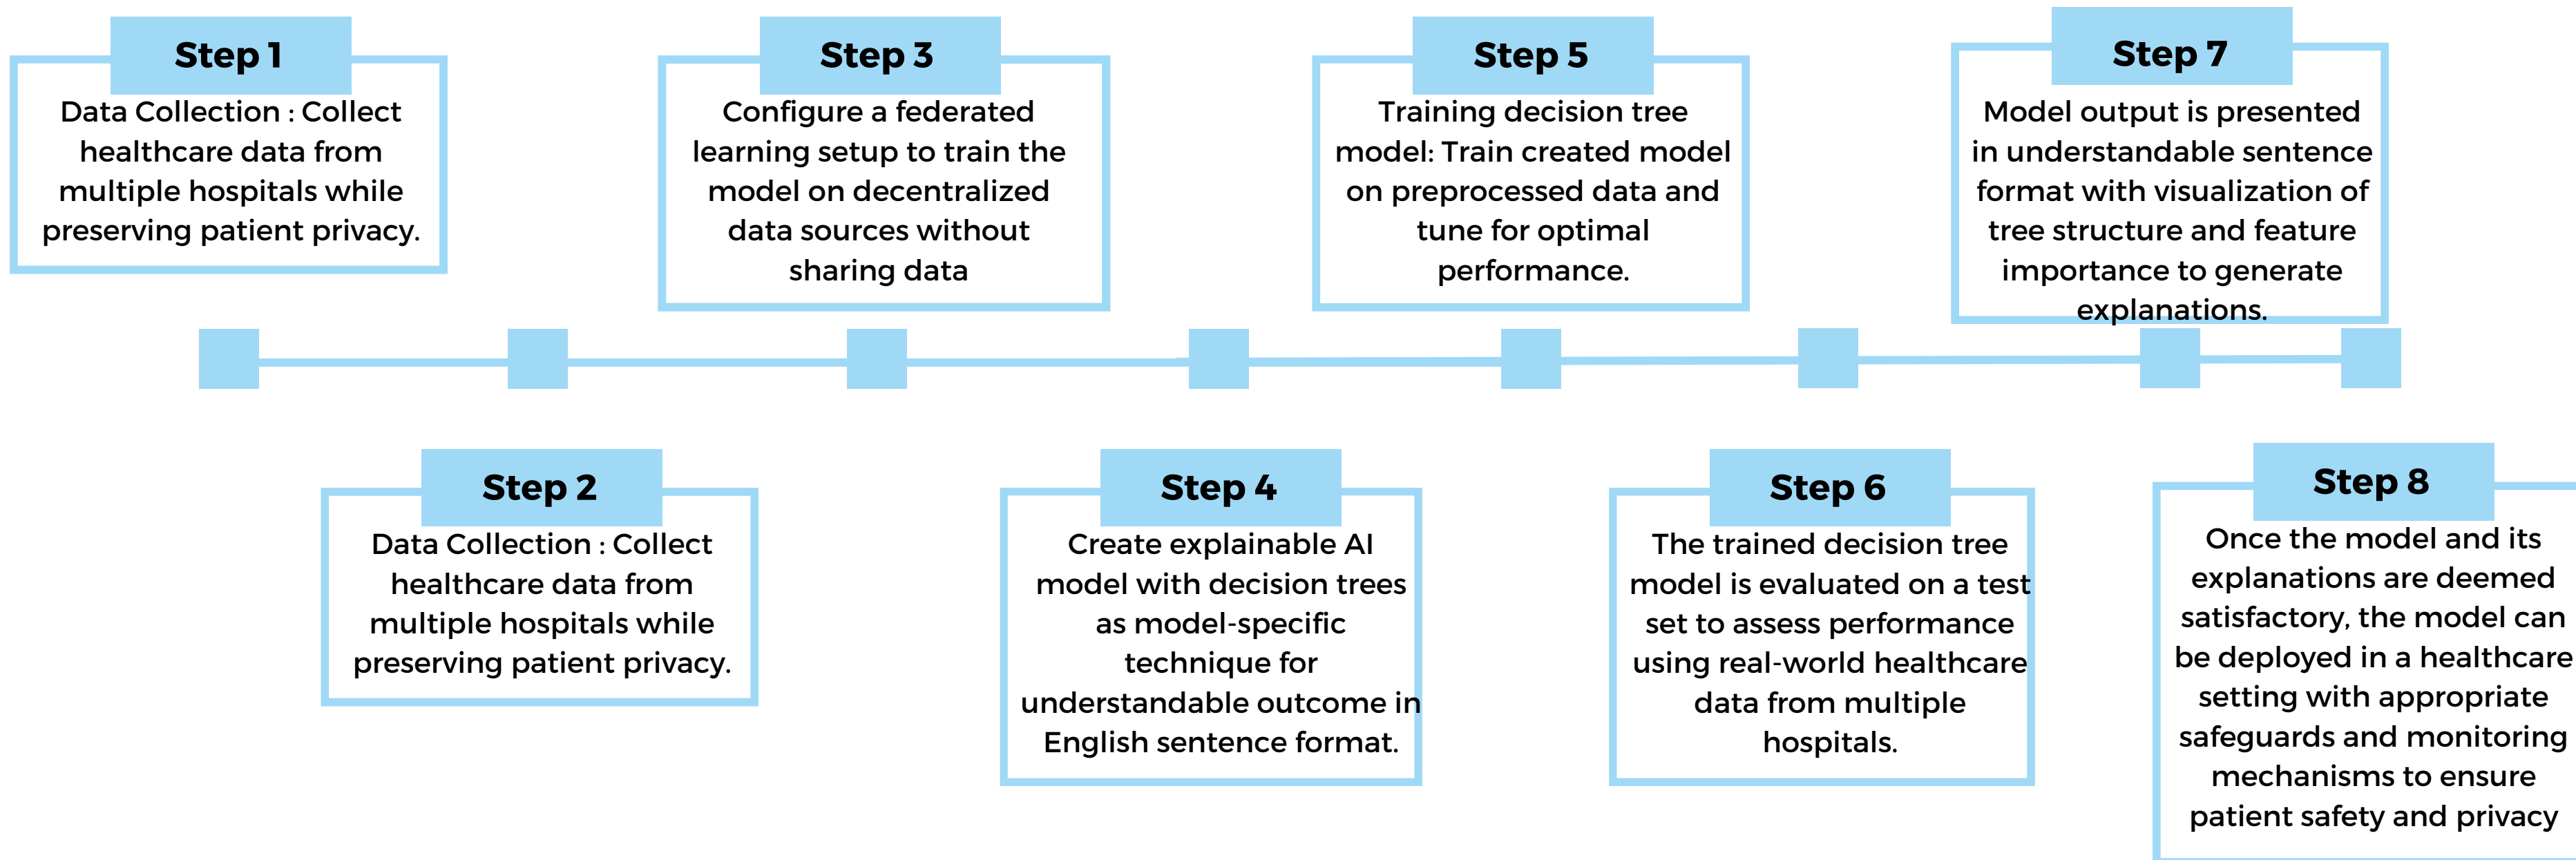 Step 1
Data Collection : Collect
healthcare data from
multiple hospitals while
preserving patient privacy.
Step 2
Data Collection : Collect
healthcare data from
multiple hospitals while
preserving patient privacy.
Step 3
Configure a federated
learning setup to train the
model on decentralized
data sources without
sharing data
Step 4
Create explainable AI
model with decision trees
as model-specific
technique for
understandable outcome in
English sentence format.
Step 5
Training decision tree
model: Train created model
on preprocessed data and
tune for optimal
performance.
Step 6
The trained decision tree
model is evaluated on a test
set to assess performance
using real-world healthcare
data from multiple
hospitals.
Step 7
Model output is presented
in understandable sentence
format with visualization of
tree structure and feature
importance to generate
explanations.
Step 8
Once the model and its
explanations are deemed
satisfactory, the model can
be deployed in a healthcare
setting with appropriate
safeguards and monitoring
mechanisms to ensure
patient safety and privacy